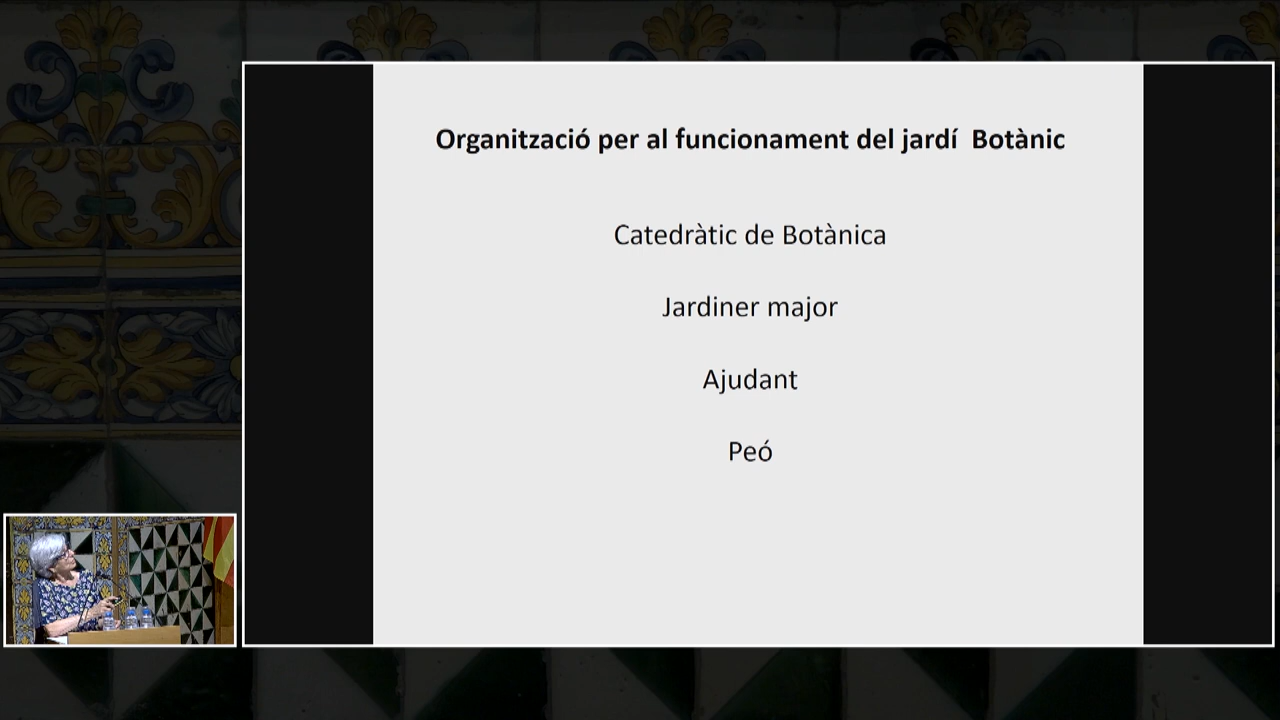 Organització per al funcionament del jardí  Botànic
Catedràtic de Botànica
Jardiner major
Ajudant
Peó